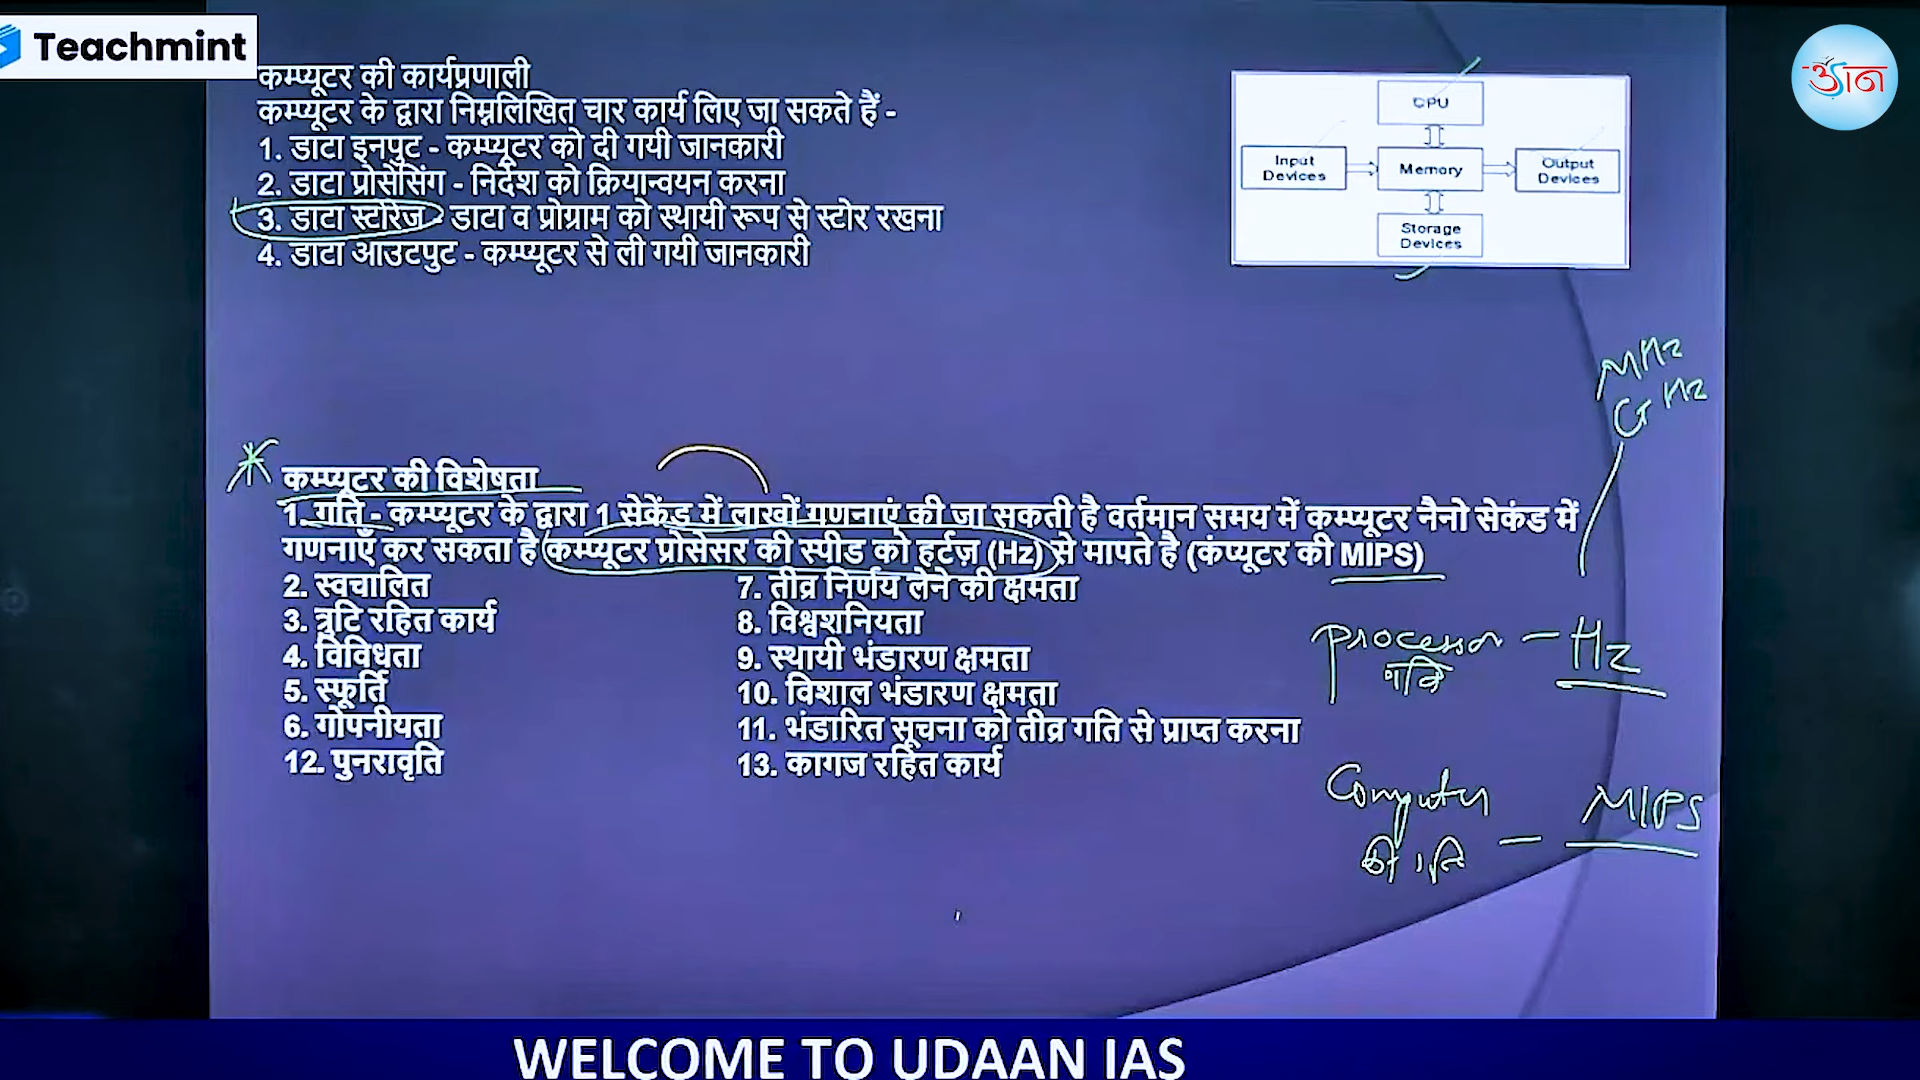 Teachmint
उड़ान
कम्प्यूटर की कार्यप्रणाली
कम्प्यूटर के द्वारा निम्नलिखित चार कार्य लिए जा सकते हैं -
1. डाटा इनपुट - कम्प्यूटर को दी गयी जानकारी
2. डाटा प्रोसेसिंग - निर्देश को क्रियान्वयन करना
3. डाटा स्टोरेज - डाटा व प्रोग्राम को स्थायी रूप से स्टोर रखना
4. डाटा आउटपुट - कम्प्यूटर से ली गयी जानकारी
CPU
Input Devices
Memory
Output Devices
Storage Devices
MHz
GHz
कम्प्यूटर की विशेषता
1. गति - कम्प्यूटर के द्वारा 1 सेकेंड में लाखों गणनाएं की जा सकती है वर्तमान समय में कम्प्यूटर नैनो सेकंड में
गणनाएँ कर सकता है कम्प्यूटर प्रोसेसर की स्पीड को हर्टज़ (Hz) से मापते है (कंप्यूटर की MIPS)
2. स्वचालित
3. त्रुटि रहित कार्य
4. विविधता
5. स्फूर्ति
6. गोपनीयता
12. पुनरावृति
7. तीव्र निर्णय लेने की क्षमता
8. विश्वशनियता
9. स्थायी भंडारण क्षमता
10. विशाल भंडारण क्षमता
11. भंडारित सूचना को तीव्र गति से प्राप्त करना
13. कागज रहित कार्य
Processor - Hz
गति
Computer
की गति - MIPS
WELCOME TO UDAAN IAS